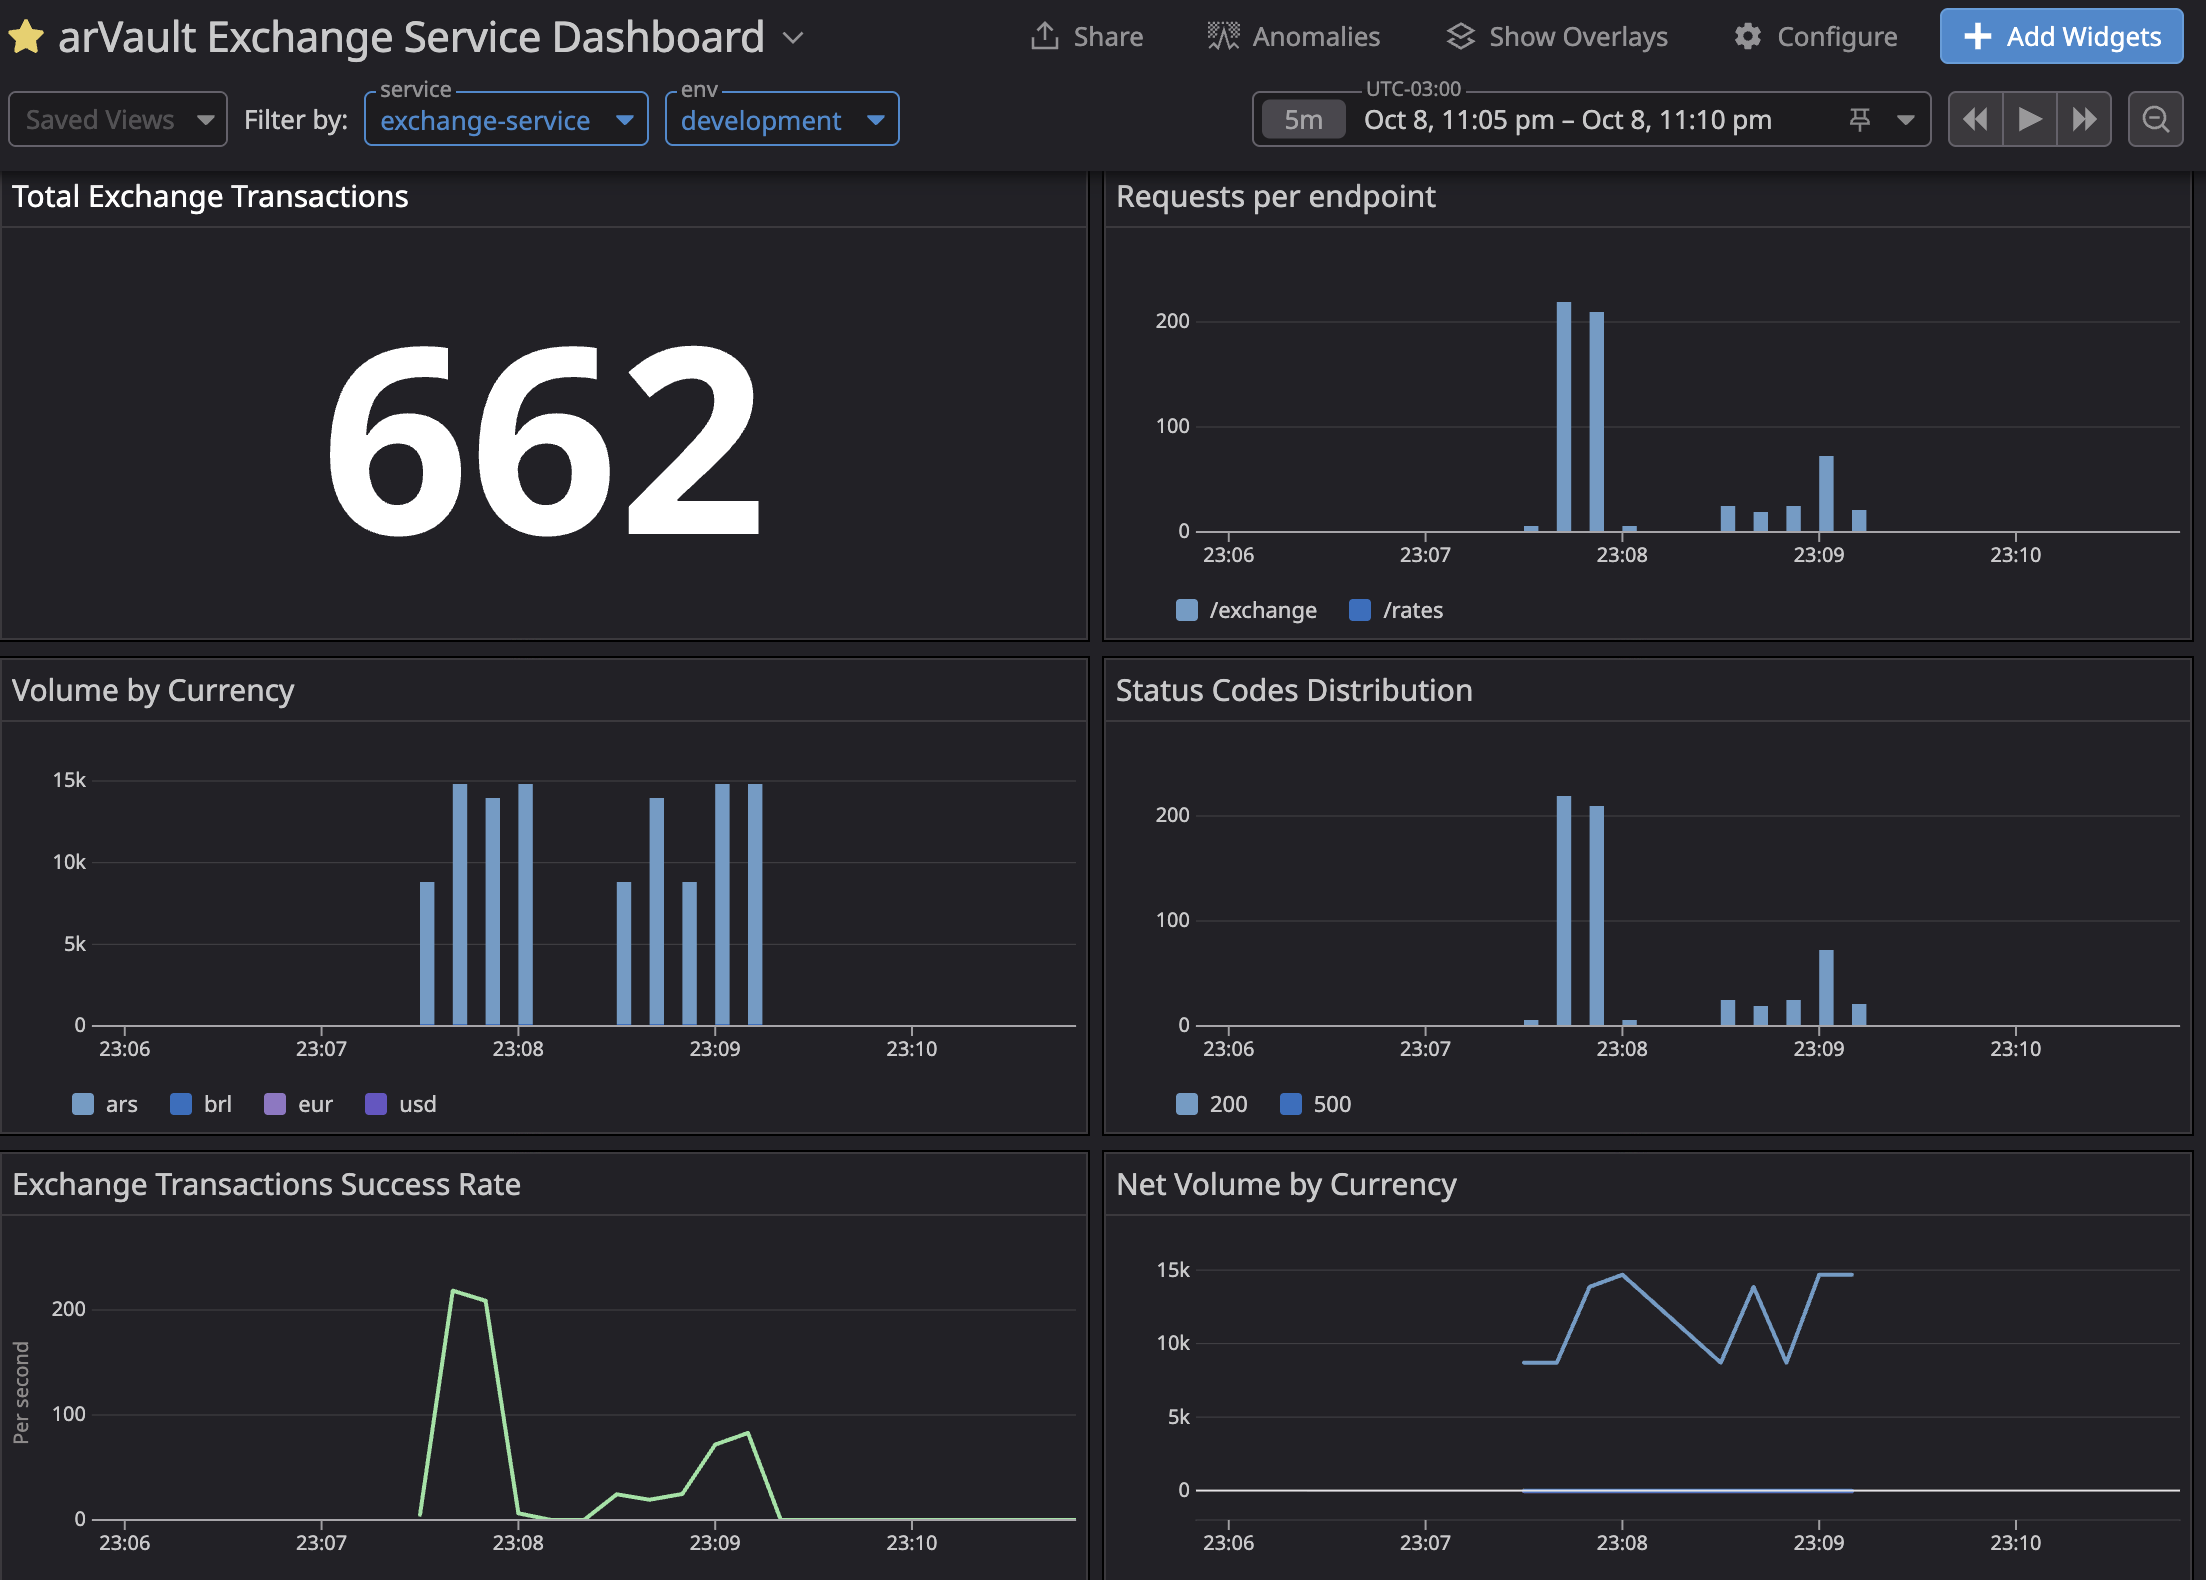 arVault Exchange Service Dashboard
Share
Anomalies
Show Overlays
Configure
Add Widgets
Saved Views
Filter by:
service
exchange-service
env
development
UTC-03:00
5m
Oct 8, 11:05 pm – Oct 8, 11:10 pm
Total Exchange Transactions
662
Requests per endpoint
200
100
0
23:06 23:07 23:08 23:09 23:10
/exchange /rates
Volume by Currency
15k
10k
5k
0
23:06 23:07 23:08 23:09 23:10
ars brl eur usd
Status Codes Distribution
200
100
0
23:06 23:07 23:08 23:09 23:10
200 500
Exchange Transactions Success Rate
Per second
200
100
0
23:06 23:07 23:08 23:09 23:10
Net Volume by Currency
15k
10k
5k
0
23:06 23:07 23:08 23:09 23:10